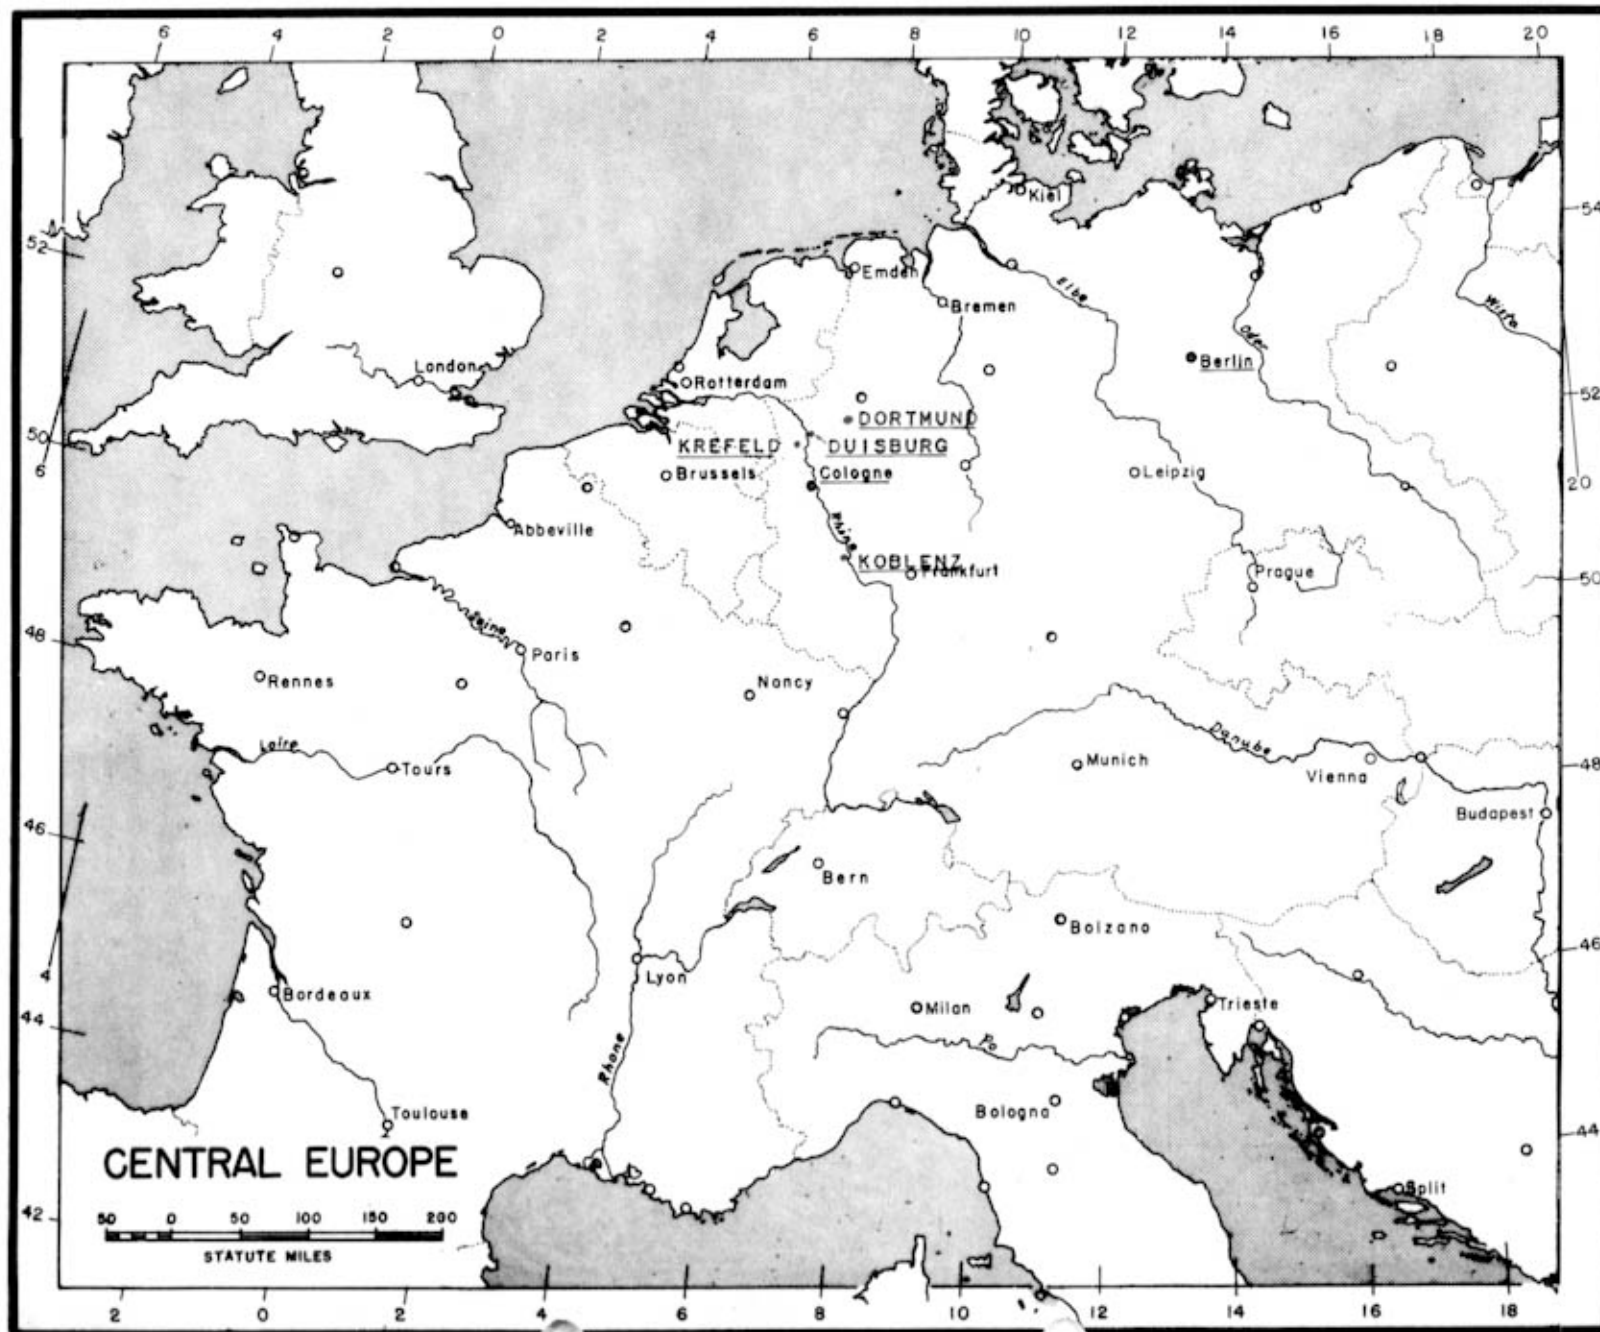 6 4 2 0 2 4 6 8 10 12 14 16 18 20
Kiel
54
52
Emden
Elbe
Bremen
Wisła
Oder
London
Berlin
Rotterdam
52
DORTMUND
50
KREFELD DUISBURG
6
Brussels Cologne Leipzig
20
Abbeville
Rhine
KOBLENZ
Frankfurt
Prague
50
Seine
48
Paris
Rennes
Nancy
Loire
Danube
Tours
Munich
Vienna
48
Budapest
46
Bern
Bolzano
46
4
Lyon
Bordeaux
Milan
Trieste
44
Po
Rhone
Toulouse
Bologna
44
CENTRAL EUROPE
Split
42
50 0 50 100 150 200
STATUTE MILES
2 0 2 4 6 8 10 12 14 16 18